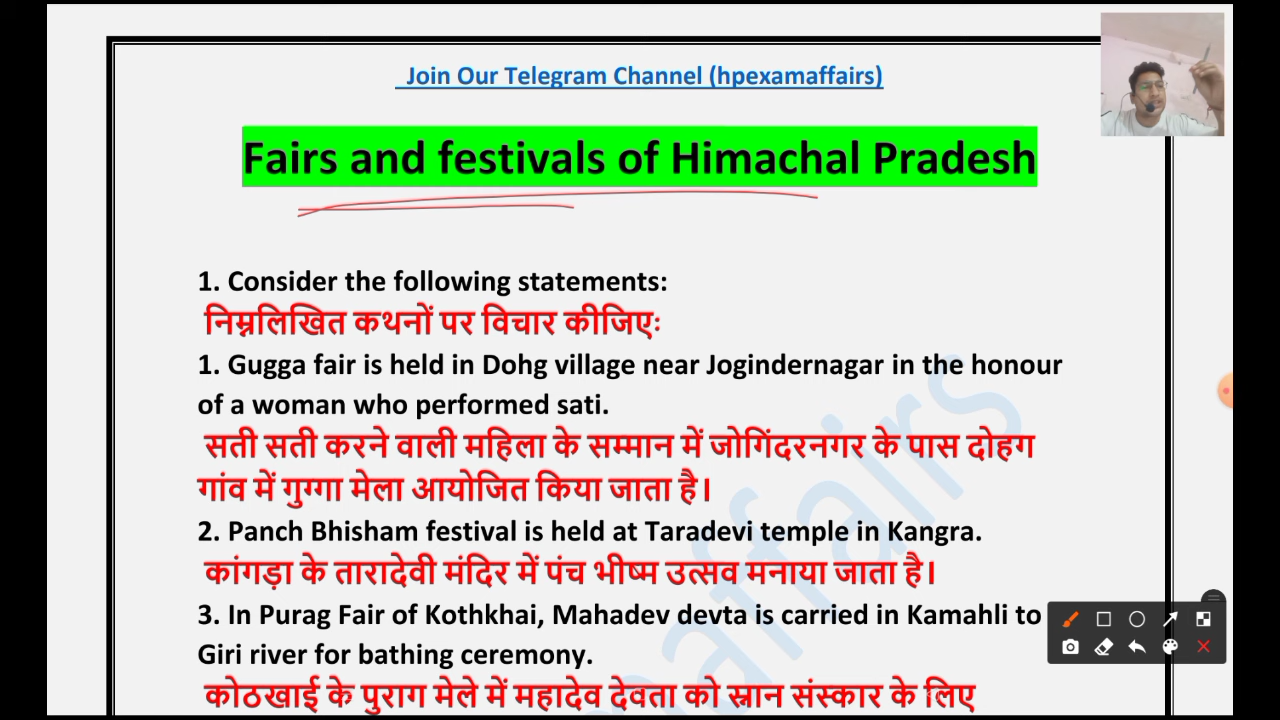 Join Our Telegram Channel (hpexamaffairs)
Fairs and festivals of Himachal Pradesh
1. Consider the following statements:
निम्नलिखित कथनों पर विचार कीजिएः
1. Gugga fair is held in Dohg village near Jogindernagar in the honour
of a woman who performed sati.
सती सती करने वाली महिला के सम्मान में जोगिंदरनगर के पास दोहग
गांव में गुग्गा मेला आयोजित किया जाता है।
2. Panch Bhisham festival is held at Taradevi temple in Kangra.
कांगड़ा के तारादेवी मंदिर में पंच भीष्म उत्सव मनाया जाता है।
3. In Purag Fair of Kothkhai, Mahadev devta is carried in Kamahli to
Giri river for bathing ceremony.
कोठखाई के पुराग मेले में महादेव देवता को स्नान संस्कार के लिए
affairs